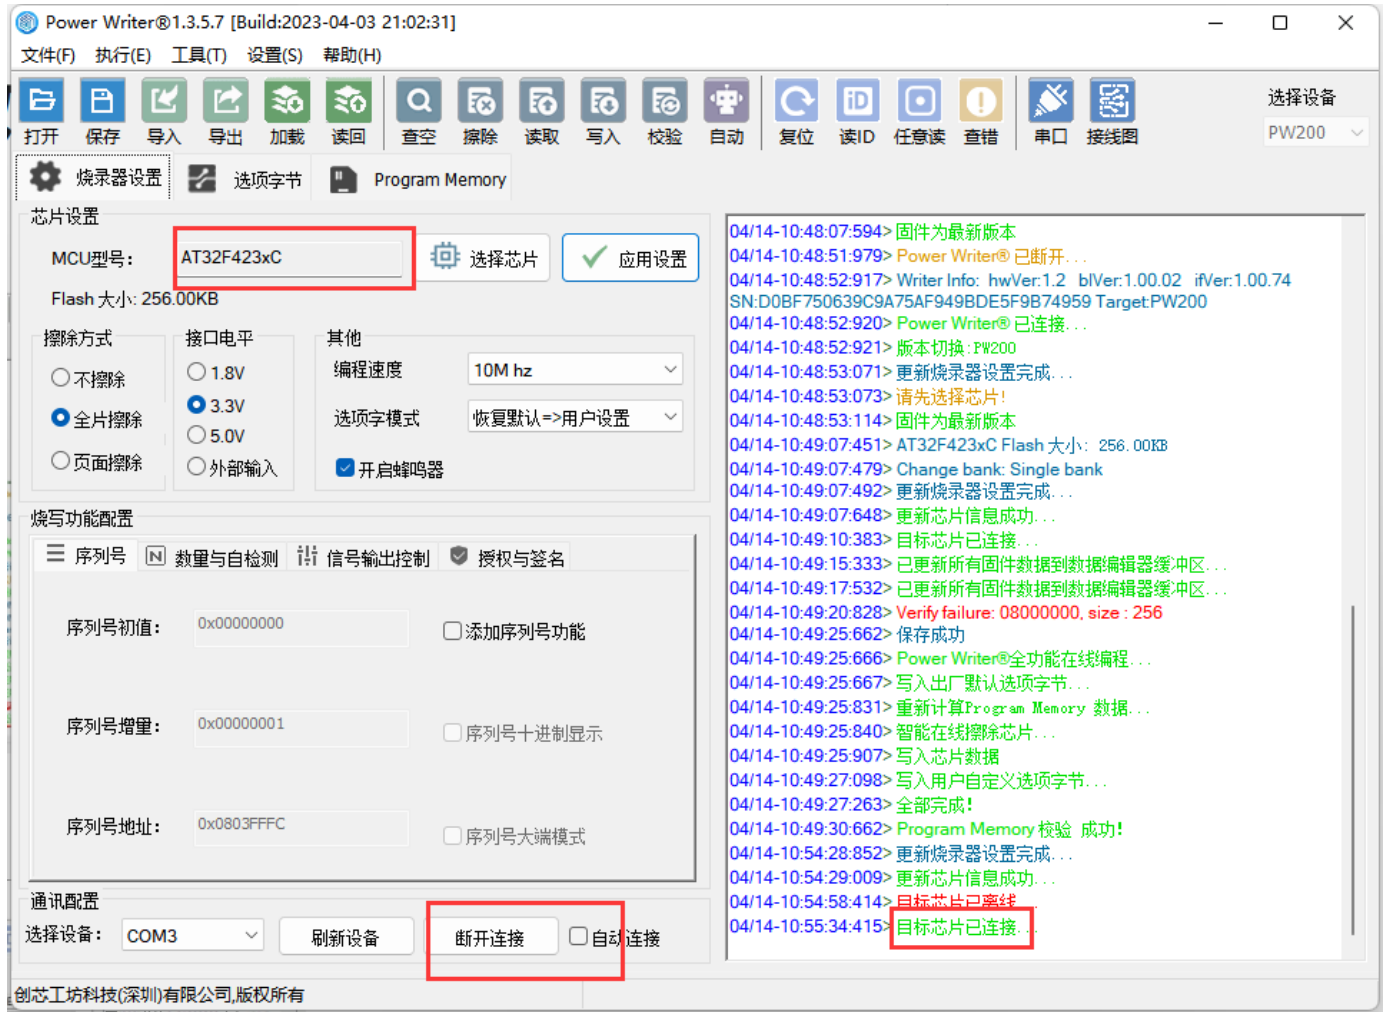 Power Writer®1.3.5.7 [Build:2023-04-03 21:02:31]
文件(F) 执行(E) 工具(T) 设置(S) 帮助(H)
打开 保存 导入 导出 加载 读回 查空 擦除 读取 写入 校验 自动 复位 读ID 任意读 查错 串口 接线图
选择设备
PW200
烧录器设置 选项字节 Program Memory
芯片设置
MCU型号: AT32F423xC 选择芯片 应用设置
Flash 大小: 256.00KB
擦除方式
不擦除
全片擦除
页面擦除
接口电平
1.8V
3.3V
5.0V
外部输入
其他
编程速度 10M hz
选项字模式 恢复默认=>用户设置
开启蜂鸣器
烧写功能配置
序列号 数量与自检测 信号输出控制 授权与签名
序列号初值: 0x00000000 添加序列号功能
序列号增量: 0x00000001 序列号十进制显示
序列号地址: 0x0803FFFC 序列号大端模式
通讯配置
选择设备: COM3 刷新设备 断开连接 自动连接
04/14-10:48:07:594> 固件为最新版本
04/14-10:48:51:979> Power Writer® 已断开...
04/14-10:48:52:917> Writer Info: hwVer:1.2 blVer:1.00.02 ifVer:1.00.74
SN:D0BF750639C9A75AF949BDE5F9B74959 Target:PW200
04/14-10:48:52:920> Power Writer® 已连接...
04/14-10:48:52:921> 版本切换:PW200
04/14-10:48:53:071> 更新烧录器设置完成...
04/14-10:48:53:073> 请先选择芯片!
04/14-10:48:53:114> 固件为最新版本
04/14-10:49:07:451> AT32F423xC Flash 大小: 256.00KB
04/14-10:49:07:479> Change bank: Single bank
04/14-10:49:07:492> 更新烧录器设置完成...
04/14-10:49:07:648> 更新芯片信息成功...
04/14-10:49:10:383> 目标芯片已连接...
04/14-10:49:15:333> 已更新所有固件数据到数据编辑器缓冲区...
04/14-10:49:17:532> 已更新所有固件数据到数据编辑器缓冲区...
04/14-10:49:20:828> Verify failure: 08000000, size : 256
04/14-10:49:25:662> 保存成功
04/14-10:49:25:666> Power Writer®全功能在线编程...
04/14-10:49:25:667> 写入出厂默认选项字节...
04/14-10:49:25:831> 重新计算Program Memory 数据...
04/14-10:49:25:840> 智能在线擦除芯片...
04/14-10:49:25:907> 写入芯片数据
04/14-10:49:27:098> 写入用户自定义选项字节...
04/14-10:49:27:263> 全部完成!
04/14-10:49:30:662> Program Memory 校验 成功!
04/14-10:54:28:852> 更新烧录器设置完成...
04/14-10:54:29:009> 更新芯片信息成功...
04/14-10:54:58:414> 目标芯片已离线...
04/14-10:55:34:415> 目标芯片已连接...
创芯工坊科技(深圳)有限公司,版权所有